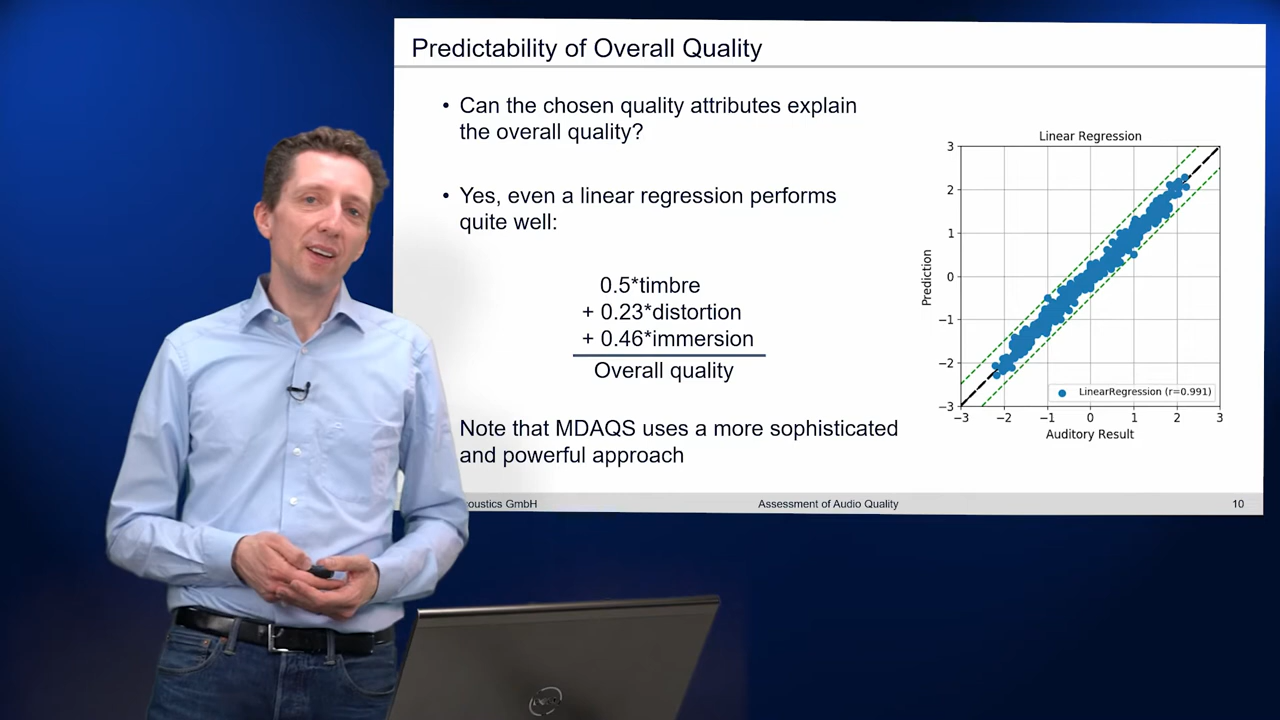 Predictability of Overall Quality
• Can the chosen quality attributes explain
the overall quality?
• Yes, even a linear regression performs
quite well:
0.5*timbre
+ 0.23*distortion
+ 0.46*immersion
Overall quality
Note that MDAQS uses a more sophisticated
and powerful approach
Linear Regression
Prediction
3
2
1
0
−1
−2
−3
LinearRegression (r=0.991)
−3 −2 −1 0 1 2 3
Auditory Result
GmbH Assessment of Audio Quality 10
DELL